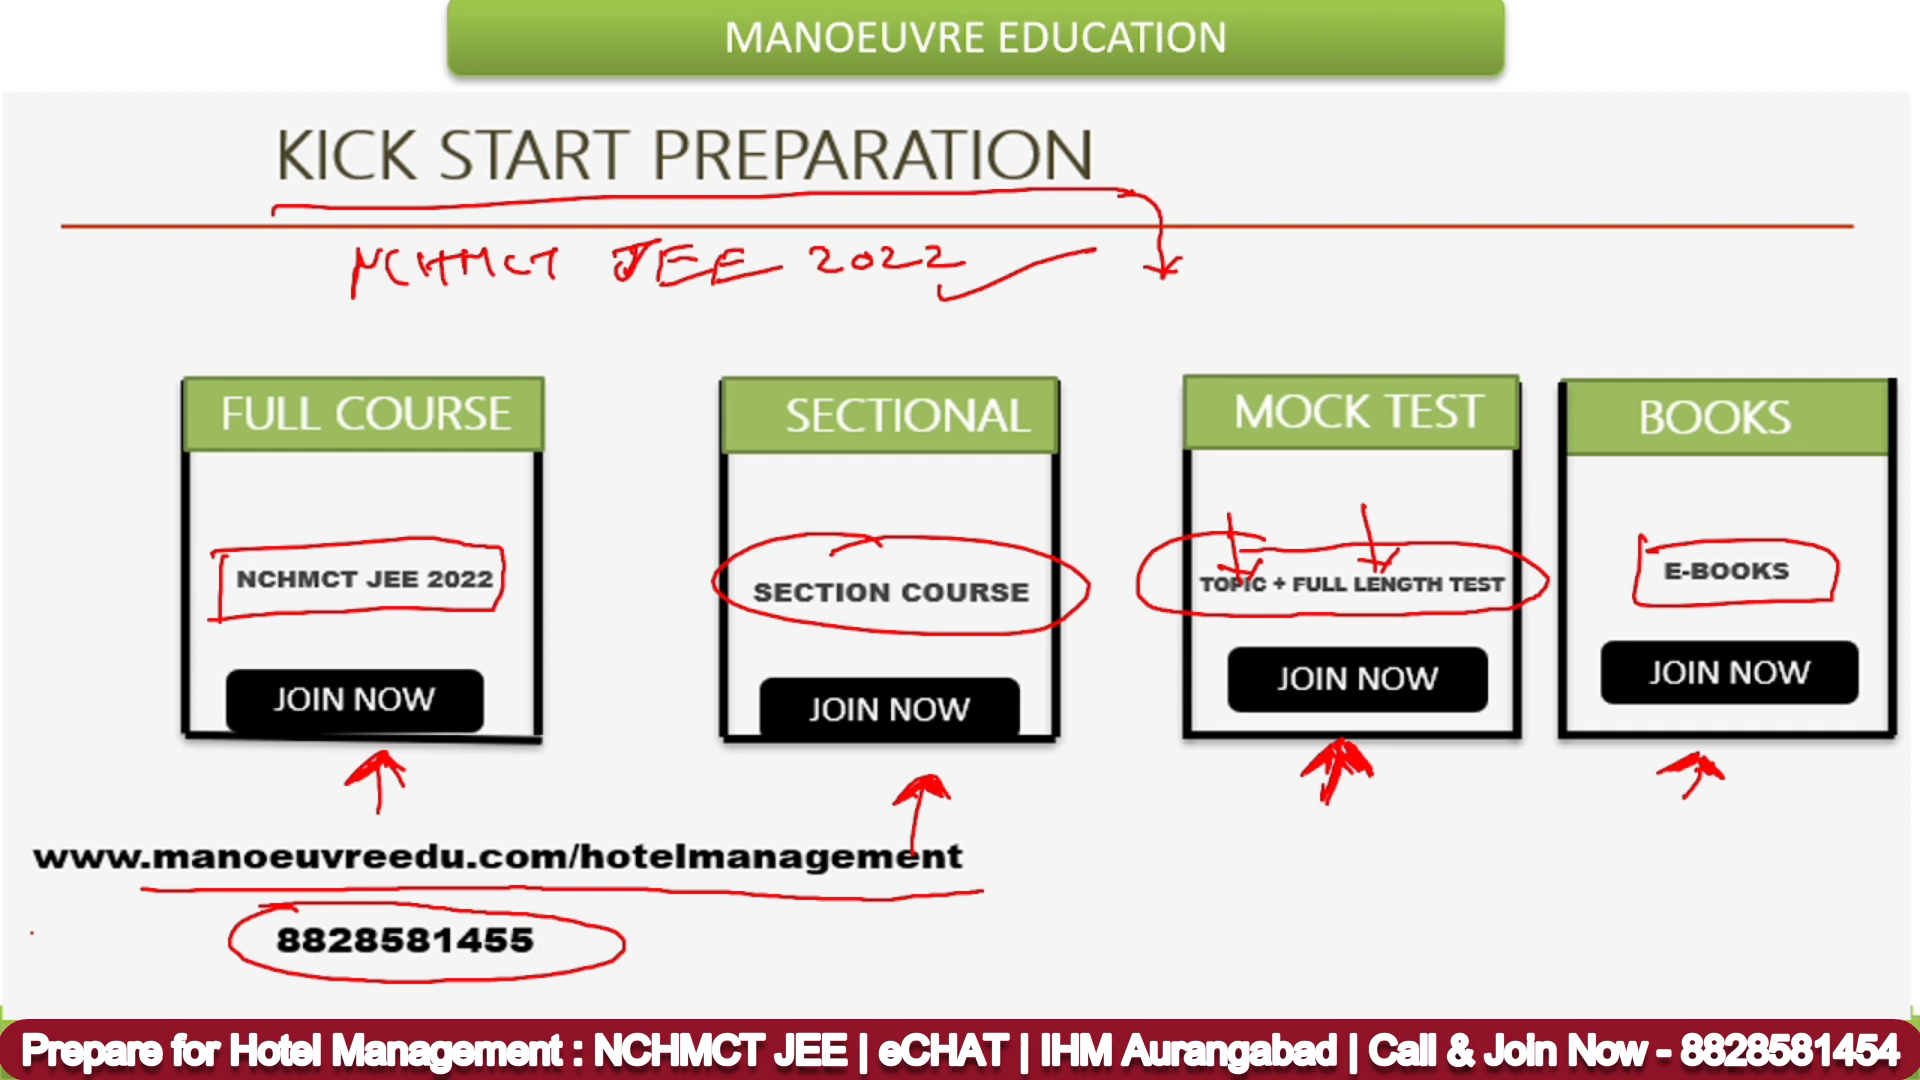 MANOEUVRE EDUCATION
KICK START PREPARATION
NCHMCT JEE 2022
FULL COURSE
NCHMCT JEE 2022
JOIN NOW
SECTIONAL
SECTION COURSE
JOIN NOW
MOCK TEST
TOPIC + FULL LENGTH TEST
JOIN NOW
BOOKS
E-BOOKS
JOIN NOW
www.manoeuvreedu.com/hotelmanagement
8828581455
Prepare for Hotel Management : NCHMCT JEE | eCHAT | IHM Aurangabad | Call & Join Now - 8828581454